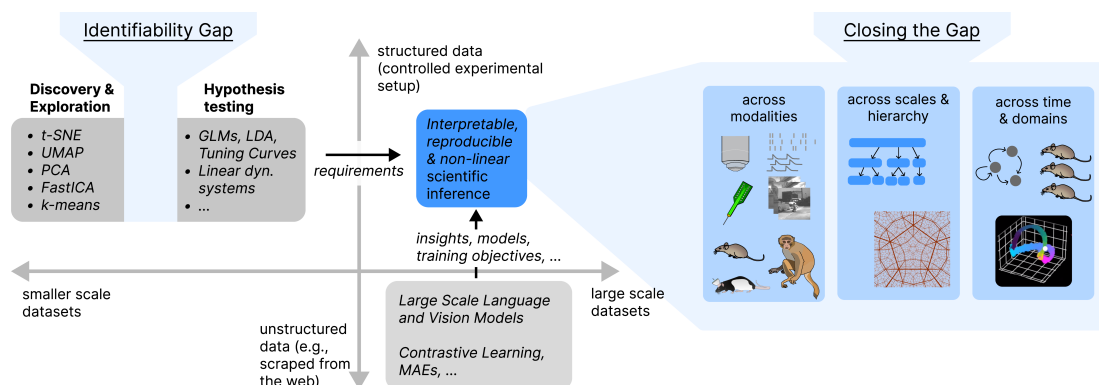 Identifiability Gap
Closing the Gap
structured data
(controlled experimental
setup)
Discovery &
Exploration
Hypothesis
testing
• t-SNE
• UMAP
• PCA
• FastICA
• k-means
• GLMs, LDA,
Tuning Curves
• Linear dyn.
systems
• ...
requirements
Interpretable,
reproducible
& non-linear
scientific
inference
across
modalities
across scales &
hierarchy
across time
& domains
insights, models,
training objectives, ...
smaller scale
datasets
large scale
datasets
unstructured
data (e.g.,
scraped from
the web)
Large Scale Language
and Vision Models
Contrastive Learning,
MAEs, ...